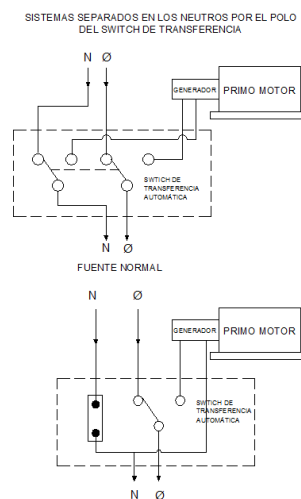 SISTEMAS SEPARADOS EN LOS NEUTROS POR EL POLO
DEL SWITCH DE TRANSFERENCIA
N Ø
GENERADOR
PRIMO MOTOR
SWTICH DE
TRANSFERENCIA
AUTOMÁTICA
N Ø
FUENTE NORMAL
N Ø
GENERADOR
PRIMO MOTOR
SWTICH DE
TRANSFERENCIA
AUTOMÁTICA
N Ø